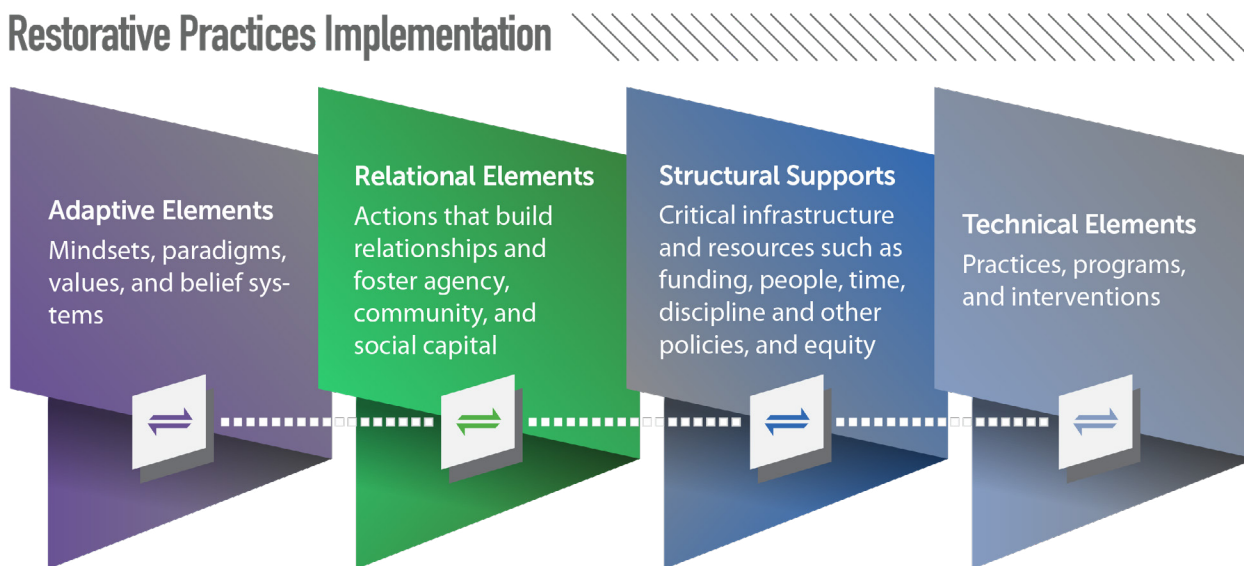 Restorative Practices Implementation
Adaptive Elements
Mindsets, paradigms,
values, and belief sys-
tems
Relational Elements
Actions that build
relationships and
foster agency,
community, and
social capital
Structural Supports
Critical infrastructure
and resources such as
funding, people, time,
discipline and other
policies, and equity
Technical Elements
Practices, programs,
and interventions